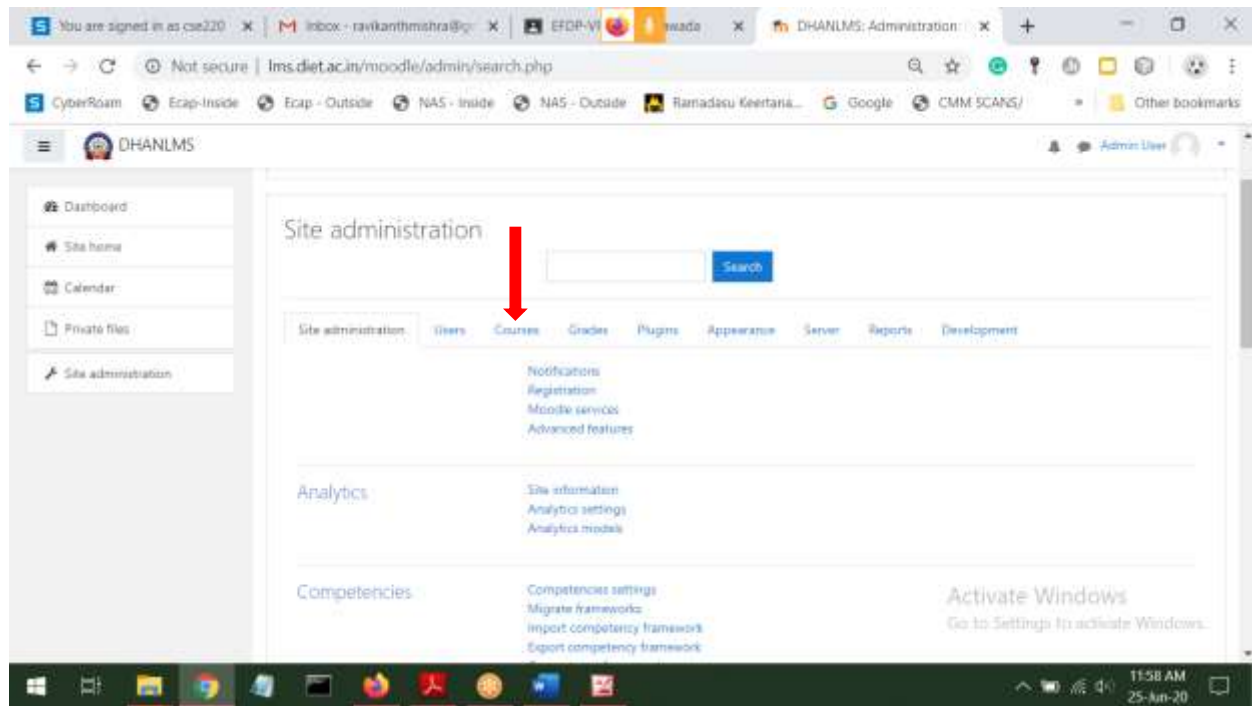 You are signed in as cse220
Inbox - ravikanthmishra@g
EFDP-VI
wada
DHANLMS: Administration:
Not secure | lms.diet.ac.in/moodle/admin/search.php
CyberRoam Ecap-Inside Ecap - Outside NAS - Inside NAS - Outside Ramadasu Keertana... Google CMM SCANS/ » Other bookmarks
DHANLMS
Admin User
Dashboard
Site home
Calendar
Private files
Site administration
Site administration
Search
Site administration Users Courses Grades Plugins Appearance Server Reports Development
Notifications
Registration
Moodle services
Advanced features
Analytics
Site information
Analytics settings
Analytics models
Competencies
Competencies settings
Migrate frameworks
Import competency framework
Export competency framework
Activate Windows
Go to Settings to activate Windows.
11:58 AM
25-Jun-20